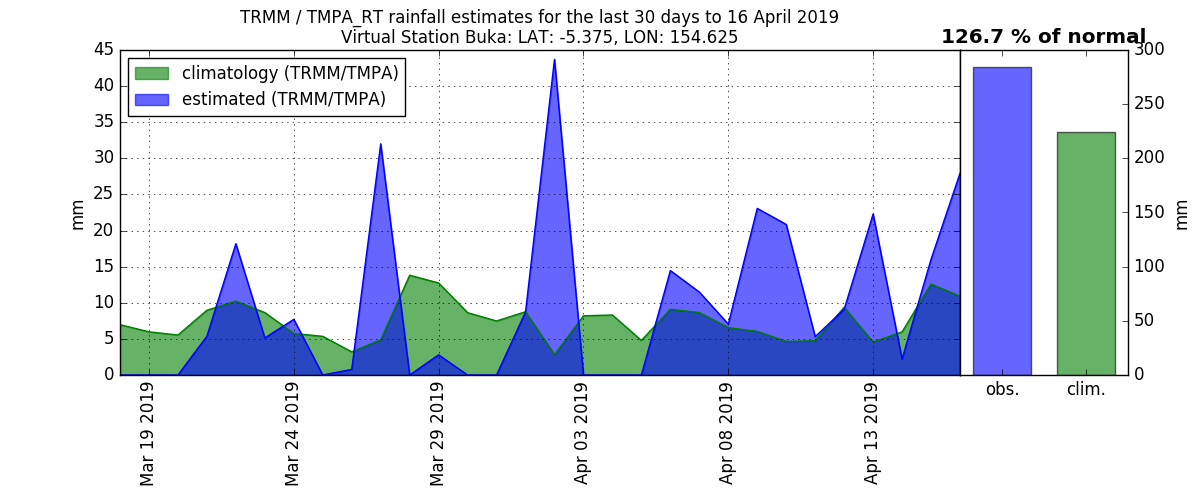 TRMM / TMPA_RT rainfall estimates for the last 30 days to 16 April 2019
Virtual Station Buka: LAT: -5.375, LON: 154.625
126.7 % of normal
climatology (TRMM/TMPA)
estimated (TRMM/TMPA)
45
40
35
30
25
20
15
10
5
0
mm
Mar 19 2019
Mar 24 2019
Mar 29 2019
Apr 03 2019
Apr 08 2019
Apr 13 2019
obs.
clim.
300
250
200
150
100
50
0
mm